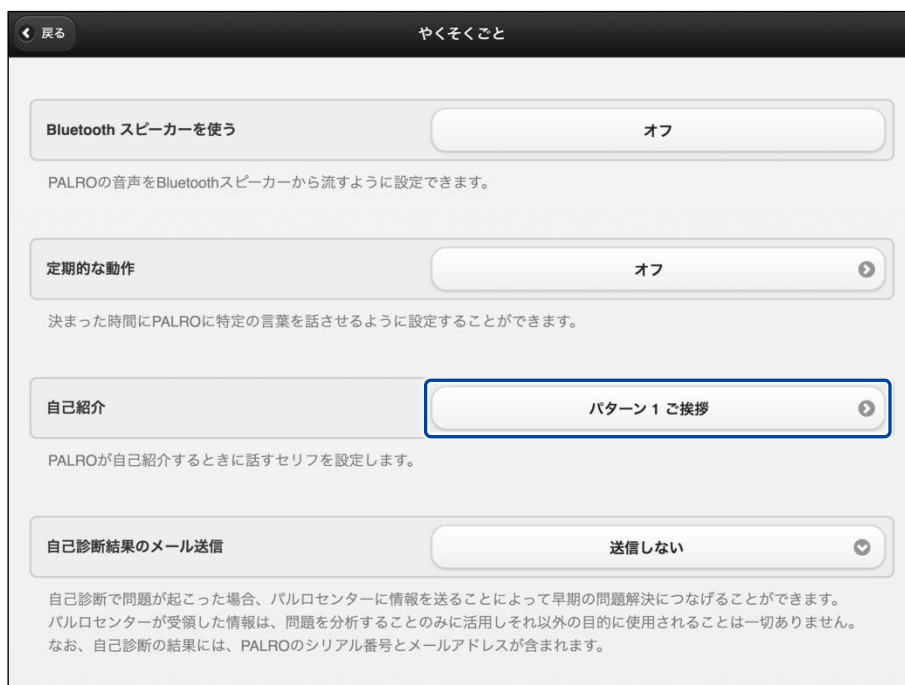 戻る
やくそくごと
Bluetooth スピーカーを使う
オフ
PALROの音声をBluetoothスピーカーから流すように設定できます。
定期的な動作
オフ
決まった時間にPALROに特定の言葉を話させるように設定することができます。
自己紹介
パターン 1 ご挨拶
PALROが自己紹介するときに話すセリフを設定します。
自己診断結果のメール送信
送信しない
自己診断で問題が起こった場合、パルロセンターに情報を送ることによって早期の問題解決につなげることができます。
パルロセンターが受領した情報は、問題を分析することのみに活用しそれ以外の目的に使用されることは一切ありません。
なお、自己診断の結果には、PALROのシリアル番号とメールアドレスが含まれます。